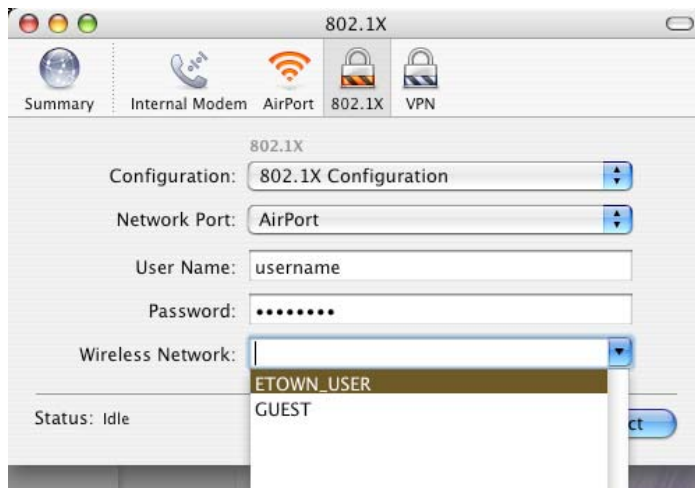 802.1X
Summary
Internal Modem
AirPort
802.1X
VPN
802.1X
Configuration: 802.1X Configuration
Network Port: AirPort
User Name: username
Password: ••••••••
Wireless Network:
ETOWN_USER
GUEST
Status: Idle
ct